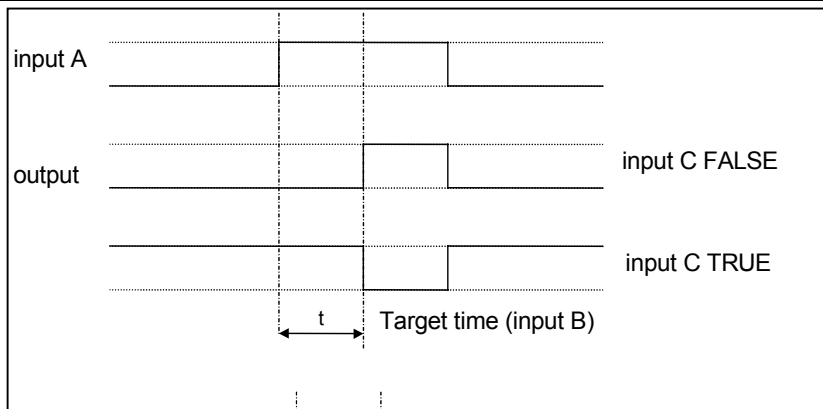 input A
output
input C FALSE
input C TRUE
t
Target time (input B)